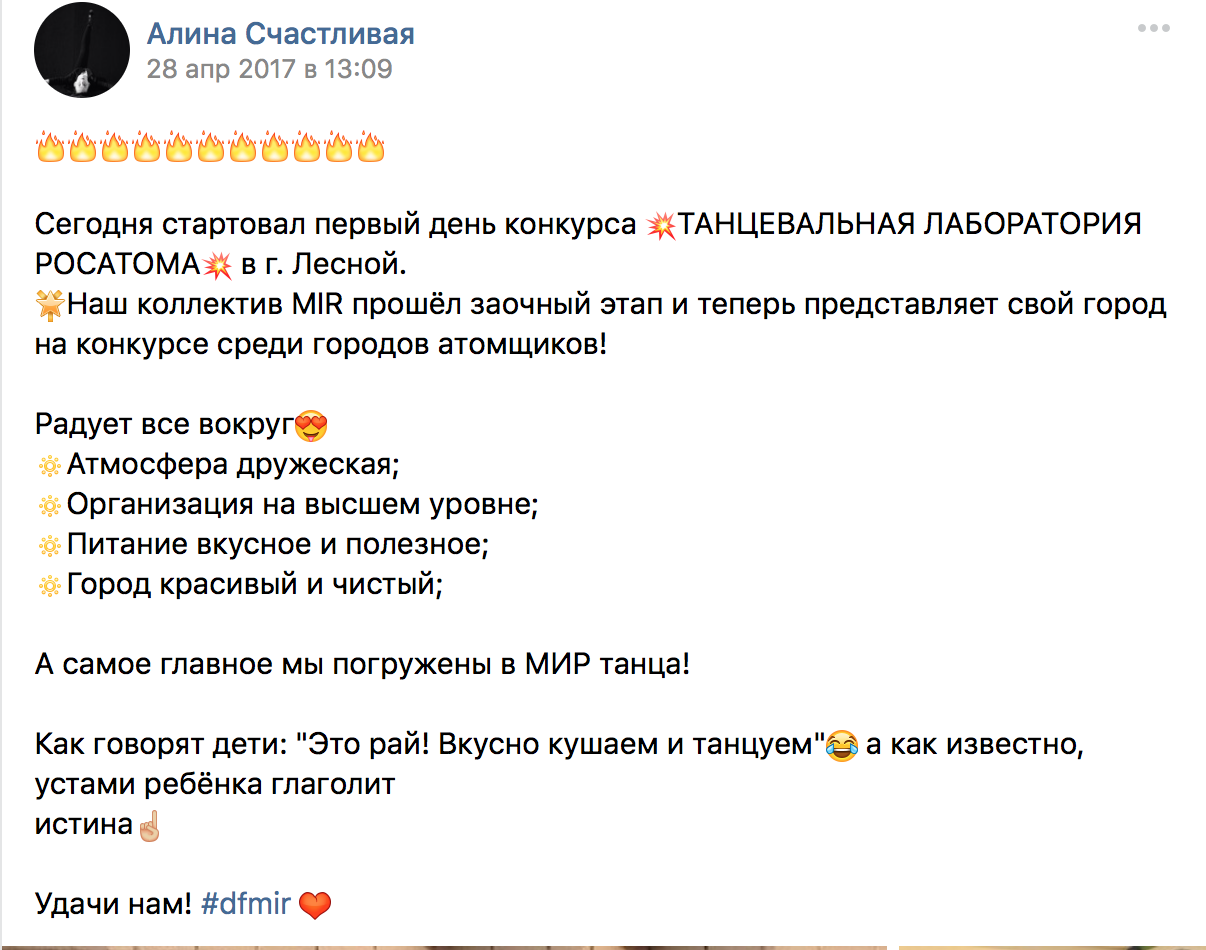 Алина Счастливая
28 апр 2017 в 13:09
🔥🔥🔥🔥🔥🔥🔥🔥🔥🔥🔥
Сегодня стартовал первый день конкурса 💥ТАНЦЕВАЛЬНАЯ ЛАБОРАТОРИЯ
РОСАТОМА💥 в г. Лесной.
🌟Наш коллектив MIR прошёл заочный этап и теперь представляет свой город
на конкурсе среди городов атомщиков!
Радует все вокруг😍
🔅Атмосфера дружеская;
🔅Организация на высшем уровне;
🔅Питание вкусное и полезное;
🔅Город красивый и чистый;
А самое главное мы погружены в МИР танца!
Как говорят дети: "Это рай! Вкусно кушаем и танцуем"😂 а как известно,
устами ребёнка глаголит
истина☝🏼
Удачи нам! #dfmir ❤